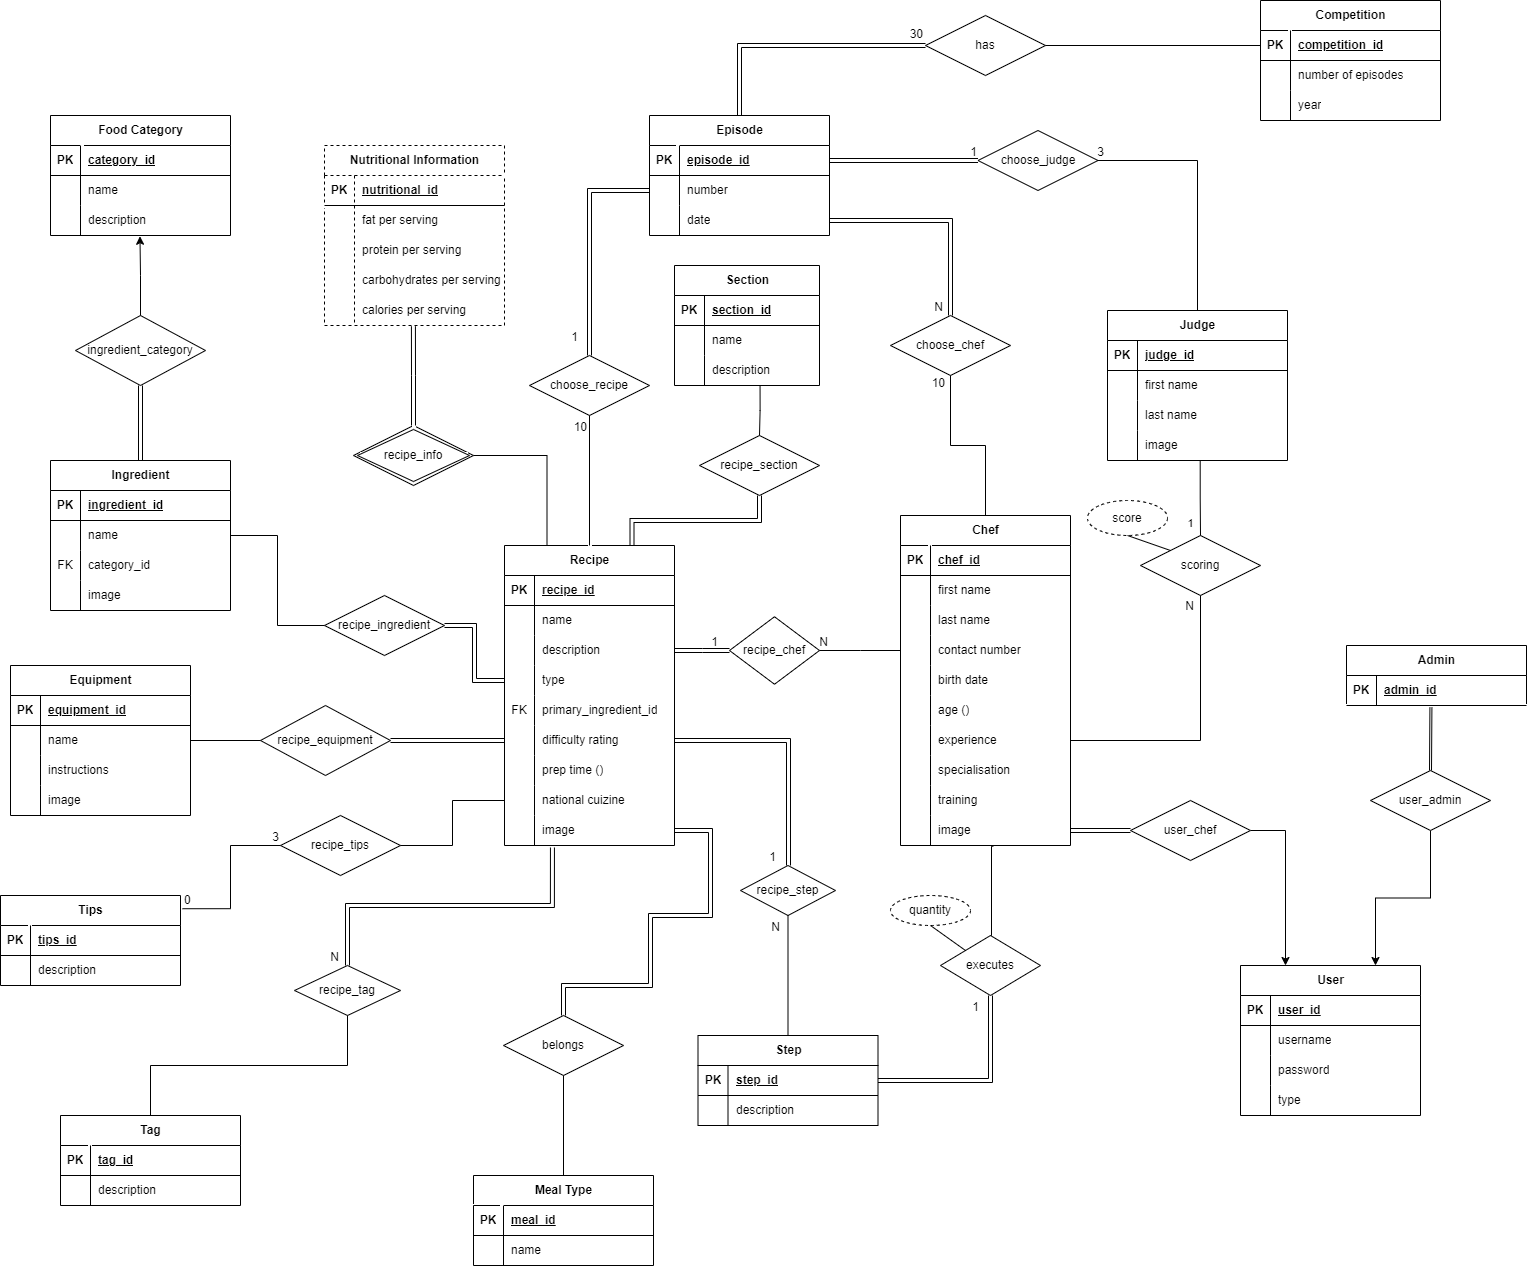 Competition
PK competition_id
number of episodes
year
30
has
Food Category
PK category_id
name
description
Nutritional Information
PK nutritional_id
fat per serving
protein per serving
carbohydrates per serving
calories per serving
Episode
PK episode_id
number
date
1
choose_judge
3
Section
PK section_id
name
description
N
choose_chef
10
Judge
PK judge_id
first name
last name
image
ingredient_category
1
choose_recipe
10
recipe_info
recipe_section
Ingredient
PK ingredient_id
name
FK category_id
image
score
1
scoring
N
Recipe
PK recipe_id
name
description
type
FK primary_ingredient_id
difficulty rating
prep time ()
national cuizine
image
Chef
PK chef_id
first name
last name
contact number
birth date
age ()
experience
specialisation
training
image
recipe_ingredient
1
recipe_chef
N
Equipment
PK equipment_id
name
instructions
image
recipe_equipment
Admin
PK admin_id
user_admin
user_chef
3
recipe_tips
0
Tips
PK tips_id
description
1
recipe_step
N
quantity
executes
1
N
recipe_tag
User
PK user_id
username
password
type
belongs
Step
PK step_id
description
Tag
PK tag_id
description
Meal Type
PK meal_id
name